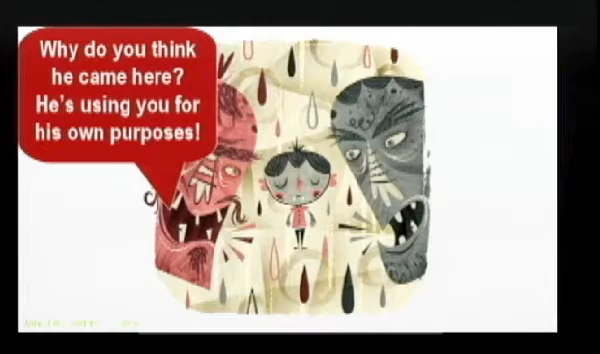 Why do you think
he came here?
He's using you for
his own purposes!